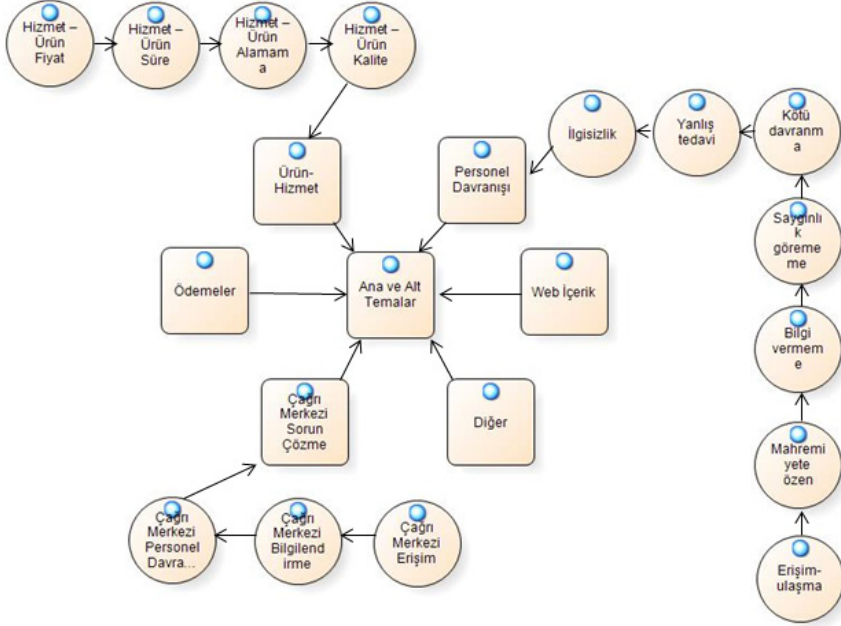 Hizmet –
Ürün
Fiyat
Hizmet –
Ürün
Süre
Hizmet –
Ürün
Alamam
a
Hizmet –
Ürün
Kalite
Ürün-
Hizmet
Personel
Davranışı
İlgisizlik
Yanlış
tedavi
Kötü
davranm
a
Saygınlı
k
görememe
me
Bilgi
vermem
e
Mahremi
yete
özen
Erişim-
ulaşma
Ödemeler
Ana ve Alt
Temalar
Web İçerik
Çağrı
Merkezi
Sorun
Çözme
Diğer
Çağrı
Merkezi
Personel
Davra...
Çağrı
Merkezi
Bilgilend
irme
Çağrı
Merkezi
Erişim